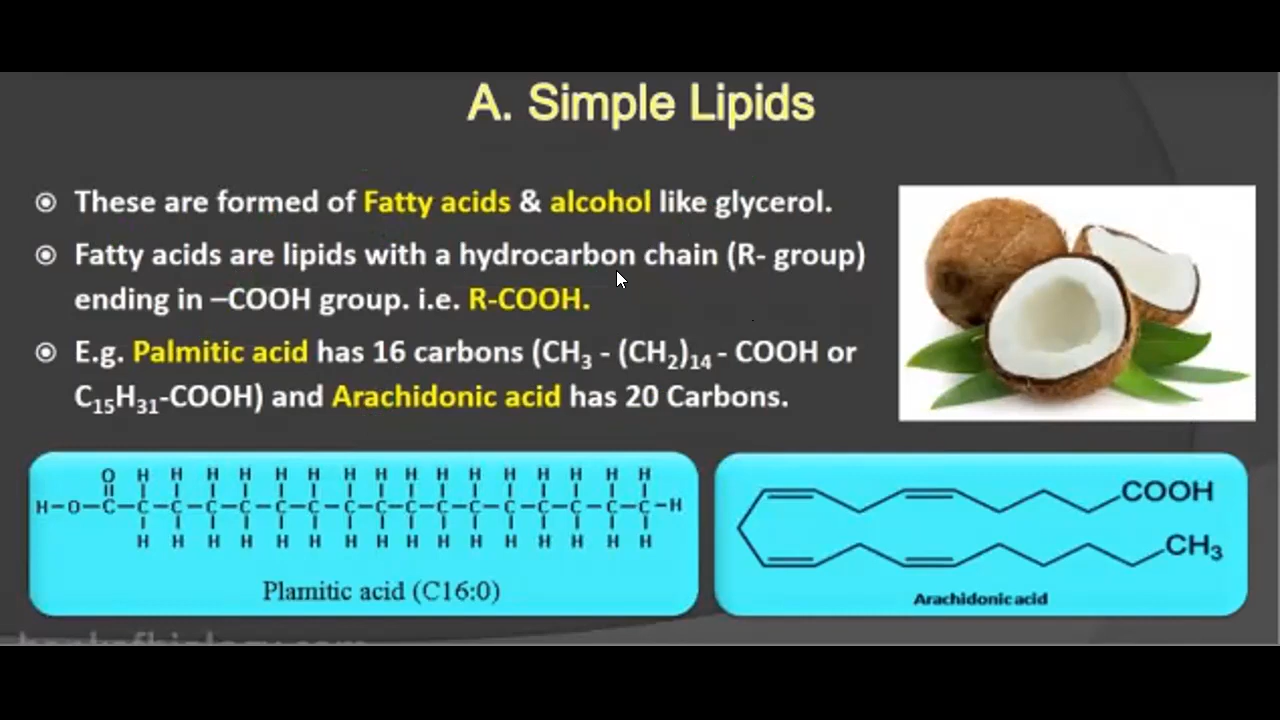 A. Simple Lipids
These are formed of Fatty acids & alcohol like glycerol.
Fatty acids are lipids with a hydrocarbon chain (R- group)
ending in –COOH group. i.e. R-COOH.
E.g. Palmitic acid has 16 carbons (CH₃ - (CH₂)₁₄ - COOH or
C₁₅H₃₁-COOH) and Arachidonic acid has 20 Carbons.
O H H H H H H H H H H H H H H H
H-O-C-C-C-C-C-C-C-C-C-C-C-C-C-C-C-C-H
H H H H H H H H H H H H H H H
Plamitic acid (C16:0)
COOH
CH₃
Arachidonic acid